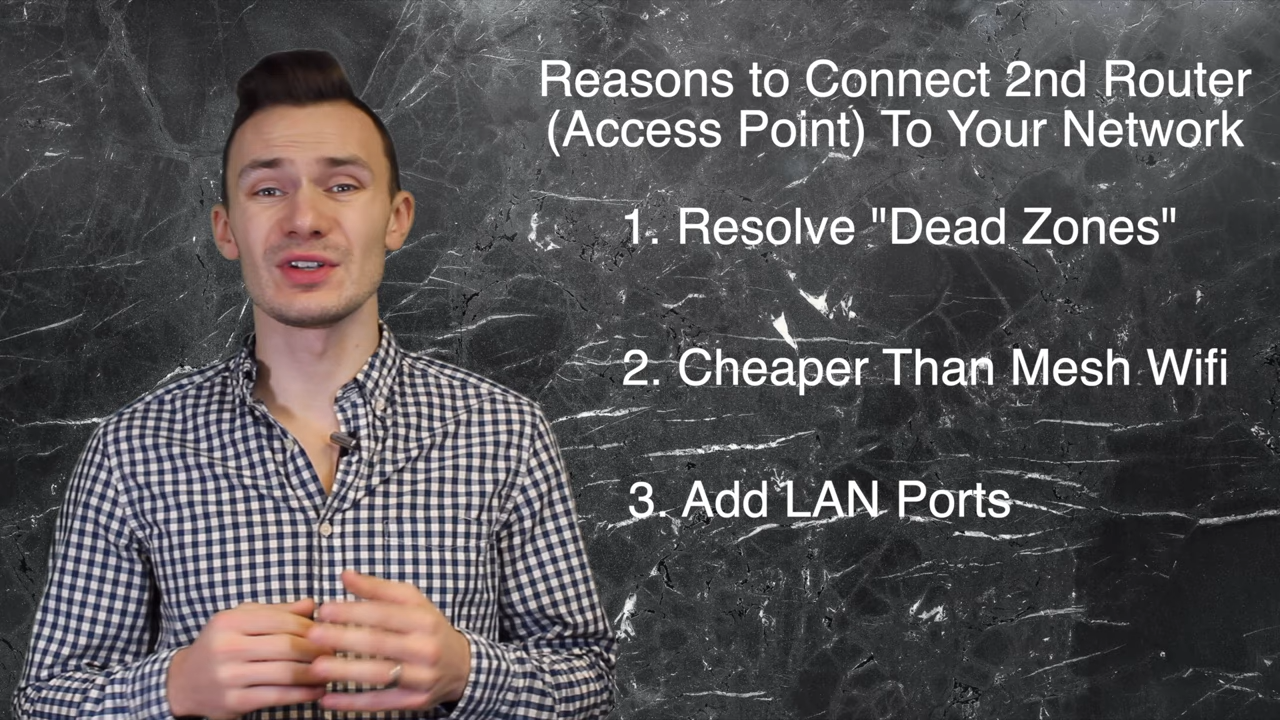 Reasons to Connect 2nd Router
(Access Point) To Your Network
1. Resolve "Dead Zones"
2. Cheaper Than Mesh Wifi
3. Add LAN Ports